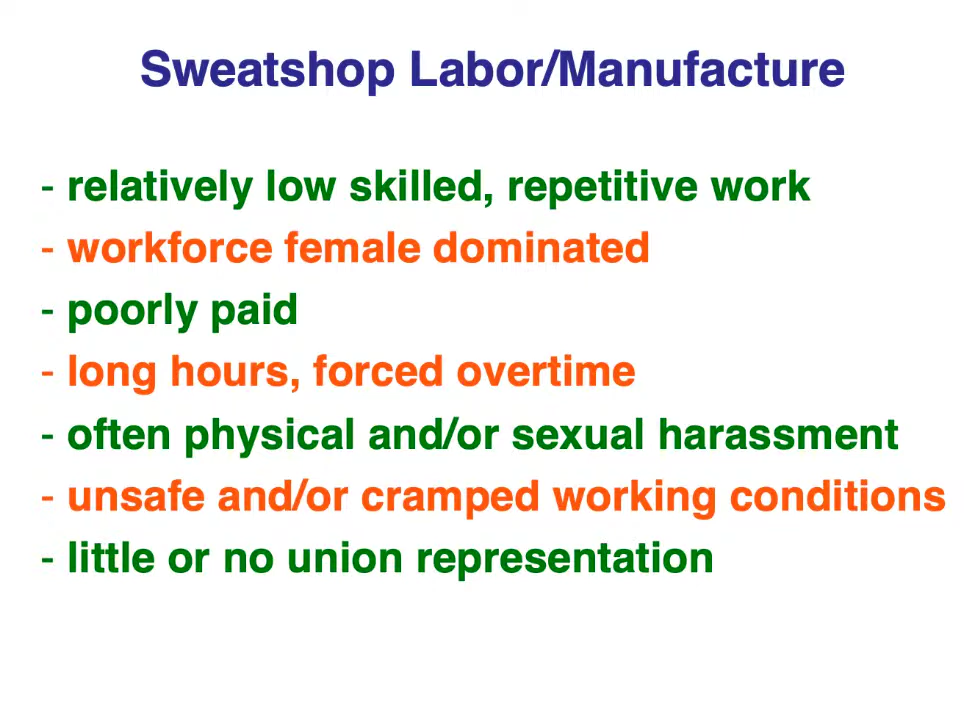 Sweatshop Labor/Manufacture
- relatively low skilled, repetitive work
- workforce female dominated
- poorly paid
- long hours, forced overtime
- often physical and/or sexual harassment
- unsafe and/or cramped working conditions
- little or no union representation